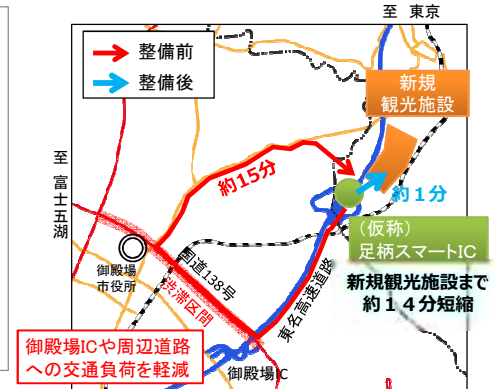 至 東京
整備前
整備後
新規
観光施設
至 富士五湖
約15分
約1分
(仮称)
足柄スマートIC
御殿場
市役所
国道138号
渋滞区間
東名高速道路
新規観光施設まで
約14分短縮
御殿場ICや周辺道路
への交通負荷を軽減
御殿場IC